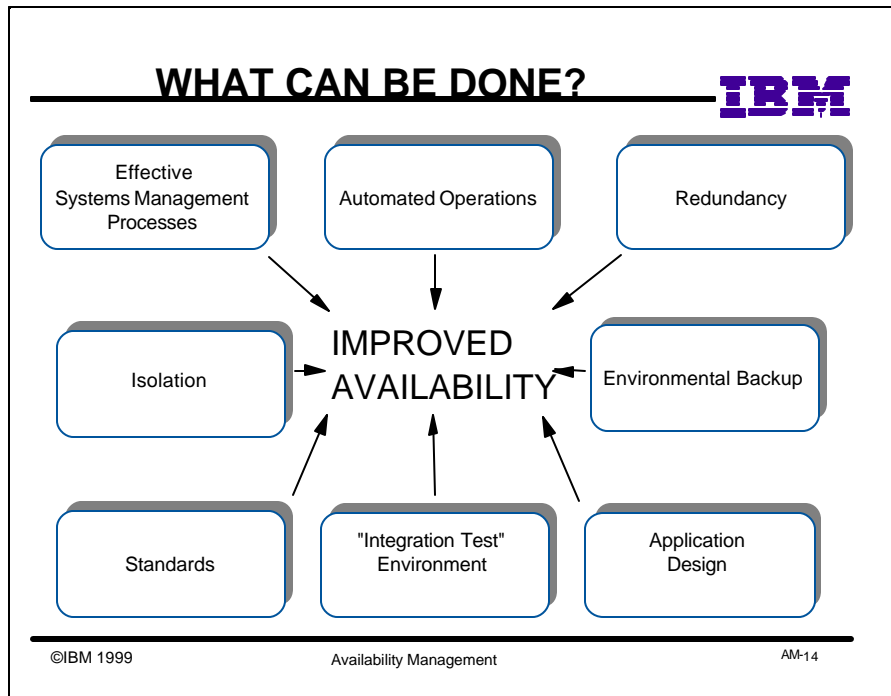 WHAT CAN BE DONE?
IBM
Effective
Systems Management
Processes
Automated Operations
Redundancy
Isolation
IMPROVED
AVAILABILITY
Environmental Backup
Standards
"Integration Test"
Environment
Application
Design
©IBM 1999
Availability Management
AM-14